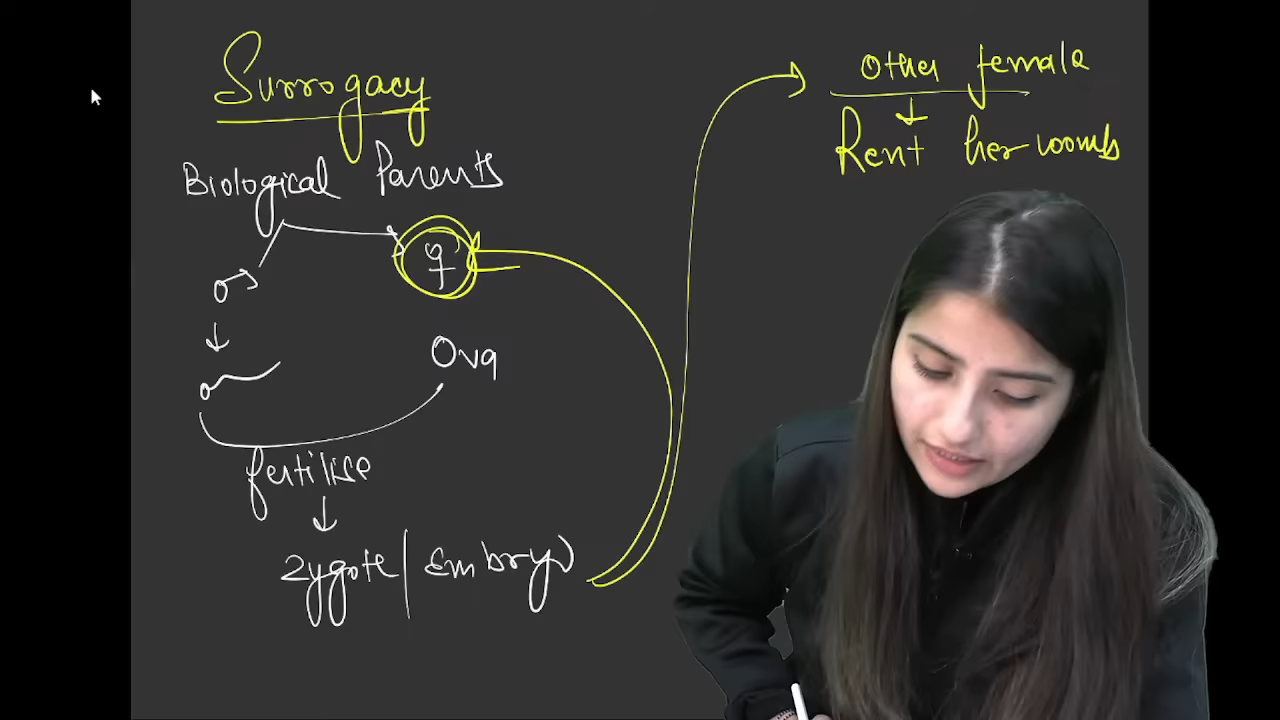 Surrogacy
Biological Parents
♂ ♀
Ova
fertilise
Zygote / Embryo
Other female
Rent her womb